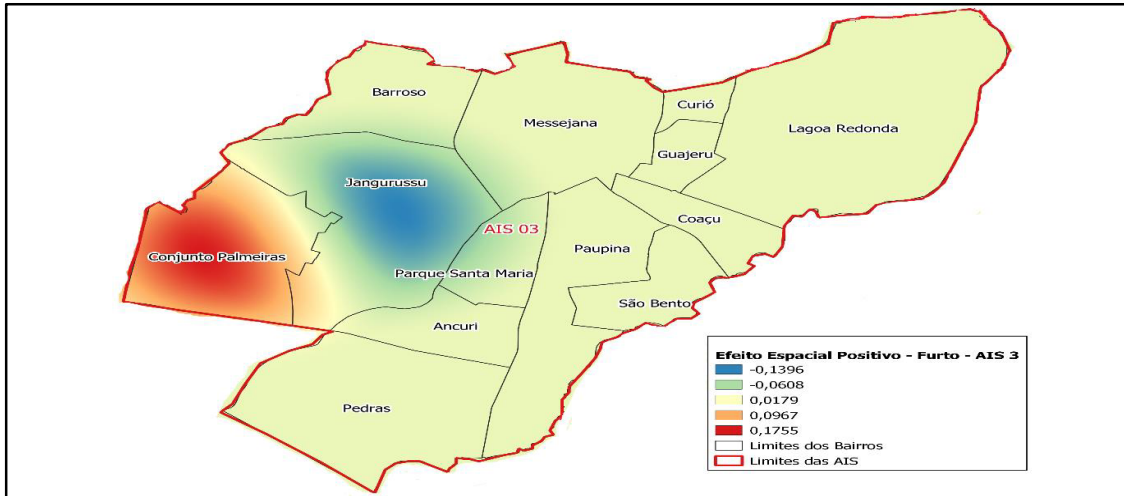 Barroso
Messejana
Curió
Lagoa Redonda
Guajeru
Jangurussu
Coaçu
AIS 03
Paupina
Conjunto Palmeiras
Parque Santa Maria
São Bento
Ancuri
Pedras
Efeito Espacial Positivo - Furto - AIS 3
-0,1396
-0,0608
0,0179
0,0967
0,1755
Limites dos Bairros
Limites das AIS